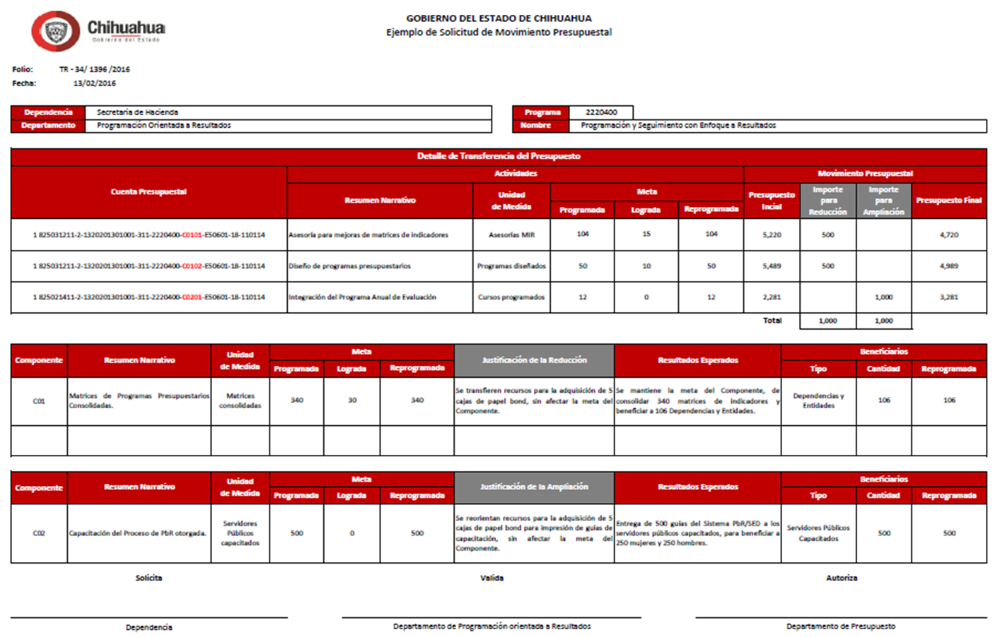 Chihuahua
Gobierno del Estado
GOBIERNO DEL ESTADO DE CHIHUAHUA
Ejemplo de Solicitud de Movimiento Presupuestal
Folio: TR - 34/ 1396 /2016
Fecha: 13/02/2016
Dependencia Secretaria de Hacienda
Programa 2220400
Departamento Programación Orientada a Resultados
Nombre Programación y Seguimiento con Enfoque a Resultados
Detalle de Transferencia del Presupuesto
Cuenta Presupuestal
Actividades
Movimiento Presupuestal
Resumen Narrativo
Unidad
de Medida
Meta
Programada Lograda Reprogramada
Presupuesto
Incial
Importe
para
Reducción
Importe
para
Ampliación
Presupuesto Final
1 825031211-2-1320201301001-311-2220400-C0101-E50601-18-110114 Asesoría para mejoras de matrices de indicadores Asesorías MIR 104 15 104 5,220 500 4,720
1 825031211-2-1320201301001-311-2220400-C0102-E50601-18-110114 Diseño de programas presupuestarios Programas diseñados 50 10 50 5,489 500 4,989
1 825021411-2-1320201301001-311-2220400-C0201-E50601-18-110114 Integración del Programa Anual de Evaluación Cursos programados 12 0 12 2,281 1,000 3,281
Total 1,000 1,000
Componente
Resumen Narrativo
Unidad
de Medida
Meta
Programada Lograda Reprogramada
Justificación de la Reducción
Resultados Esperados
Beneficiarios
Tipo Cantidad Reprogramada
C01
Matrices de Programas Presupuestarios
Consolidadas.
Matrices
consolidadas
340 30 340
Se transfieren recursos para la adquisición de 5
cajas de papel bond, sin afectar la meta del
Componente.
Se mantiene la meta del Componente, de
consolidar 340 matrices de indicadores y
beneficiar a 106 Dependencias y Entidades.
Dependencias y
Entidades
106 106
Componente
Resumen Narrativo
Unidad
de Medida
Meta
Programada Lograda Reprogramada
Justificación de la Ampliación
Resultados Esperados
Beneficiarios
Tipo Cantidad Reprogramada
C02
Capacitación del Proceso de PbR otorgada.
Servidores
Públicos
capacitados
500 0 500
Se reorientan recursos para la adquisición de 5
cajas de papel bond para impresión de guías de
capacitación, sin afectar la meta del
Componente.
Entrega de 500 guías del Sistema PbR/SED a los
servidores públicos capacitados, para beneficiar a
250 mujeres y 250 hombres.
Servidores Públicos
Capacitados
500 500
Solicita Valida Autoriza
Dependencia Departamento de Programación orientada a Resultados Departamento de Presupuesto